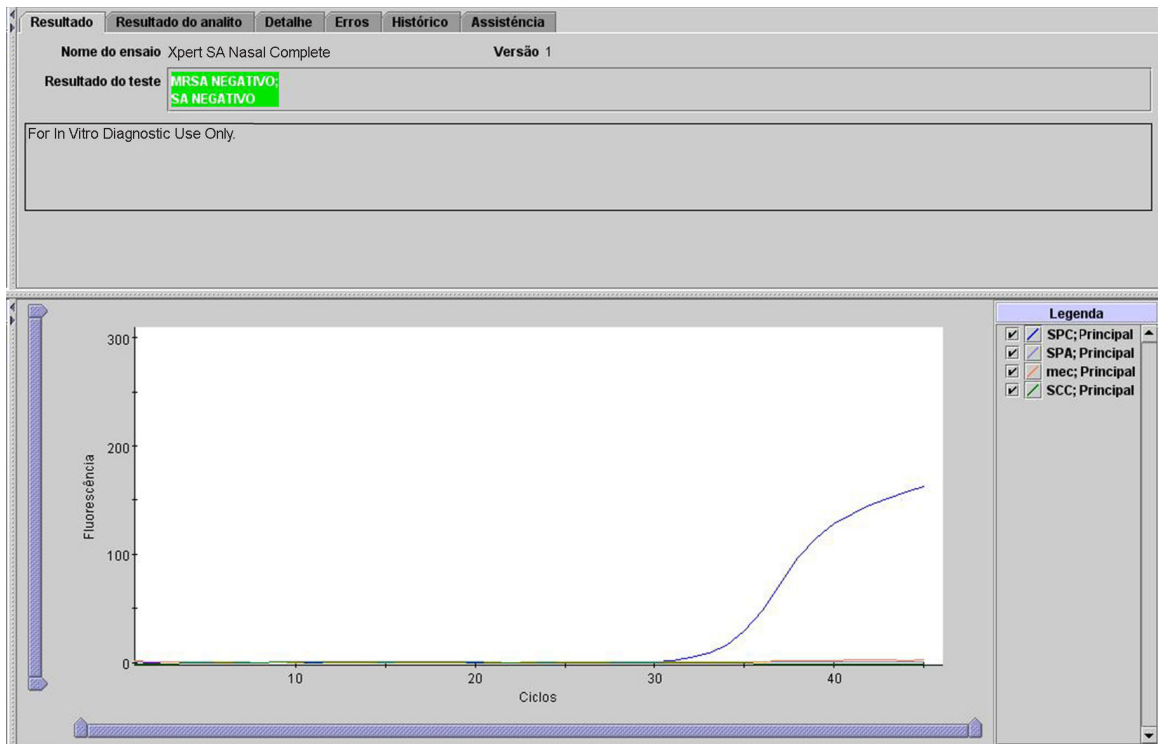 Resultado Resultado do analito Detalhe Erros Histórico Assisténcia
Nome do ensaio Xpert SA Nasal Complete Versão 1
Resultado do teste MRSA NEGATIVO;
SA NEGATIVO
For In Vitro Diagnostic Use Only.
Legenda
SPC; Principal
SPA; Principal
mec; Principal
SCC; Principal
Fluorescência
300
200
100
0
10 20 30 40
Ciclos